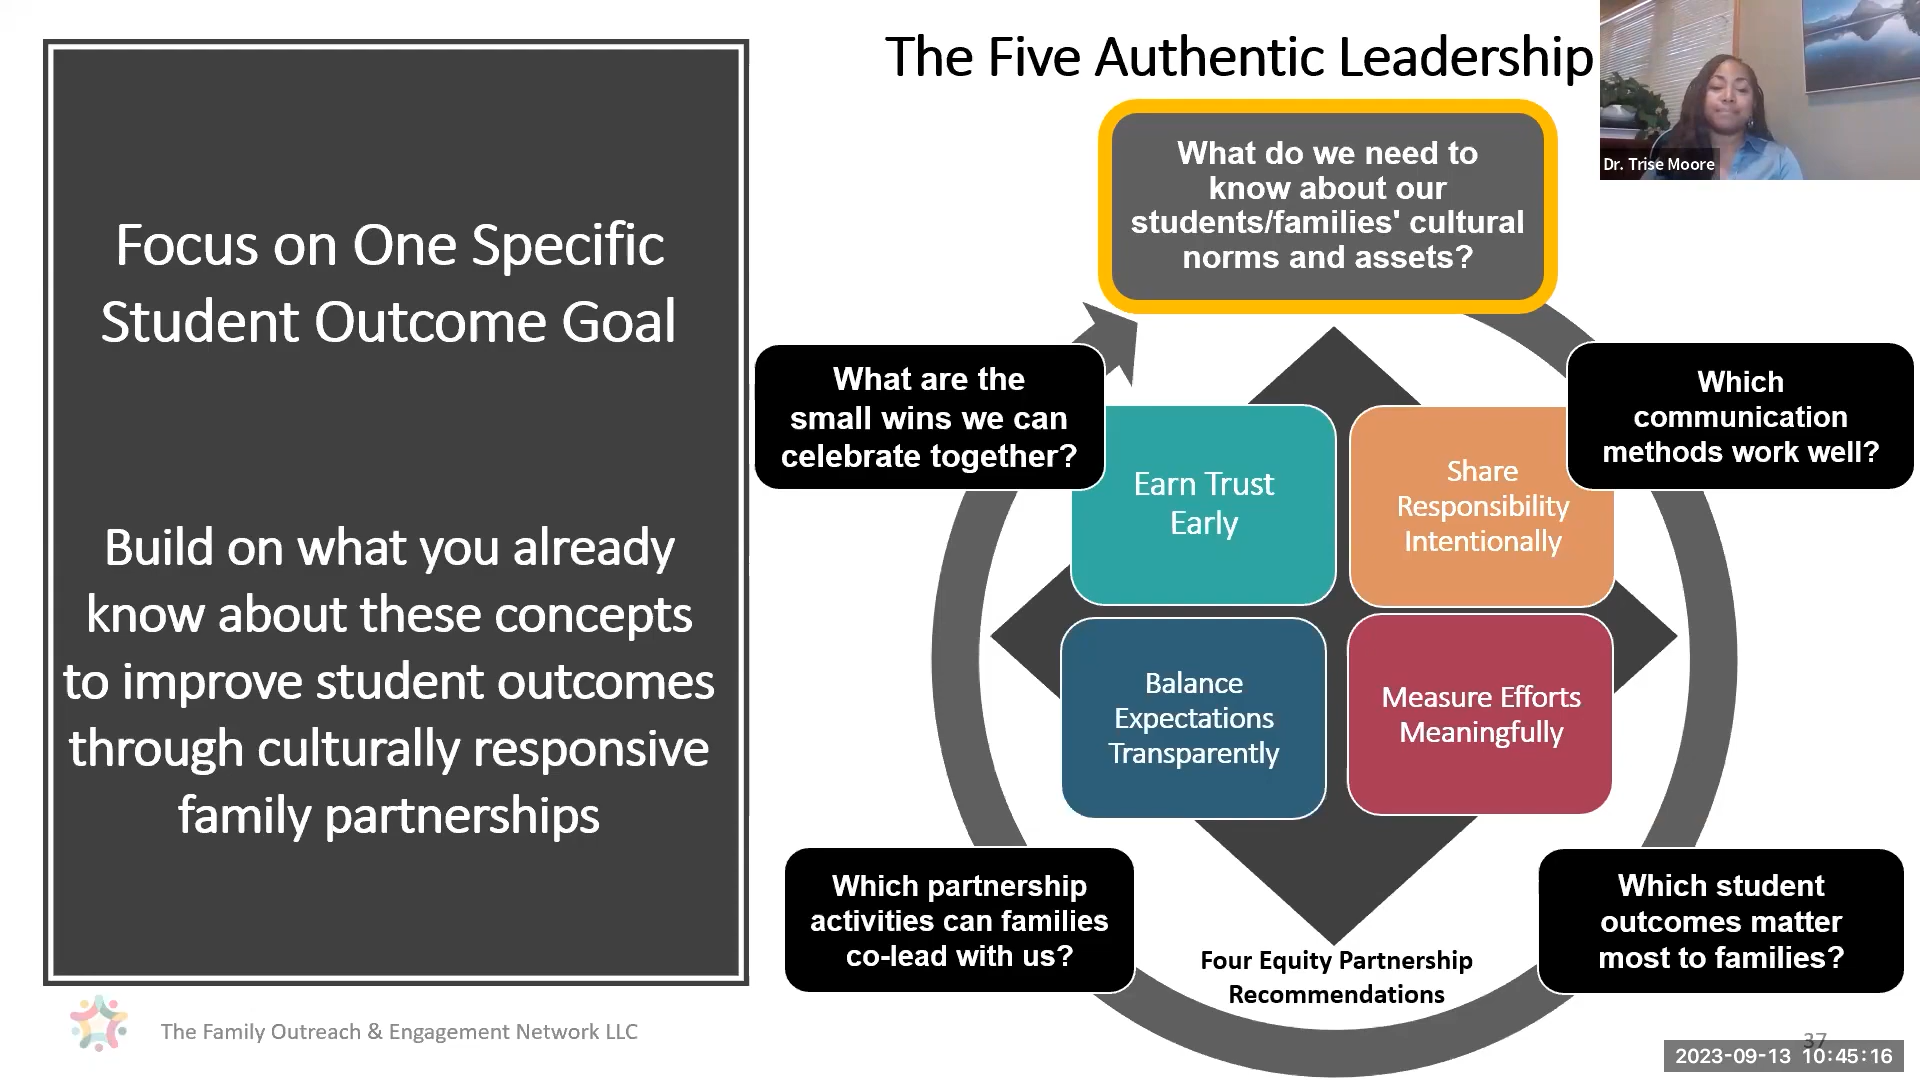 The Five Authentic Leadership
Dr. Trise Moore
Focus on One Specific
Student Outcome Goal
Build on what you already
know about these concepts
to improve student outcomes
through culturally responsive
family partnerships
What do we need to
know about our
students/families' cultural
norms and assets?
What are the
small wins we can
celebrate together?
Which
communication
methods work well?
Earn Trust
Early
Share
Responsibility
Intentionally
Balance
Expectations
Transparently
Measure Efforts
Meaningfully
Which partnership
activities can families
co-lead with us?
Which student
outcomes matter
most to families?
Four Equity Partnership
Recommendations
The Family Outreach & Engagement Network LLC
37
2023-09-13 10:45:16